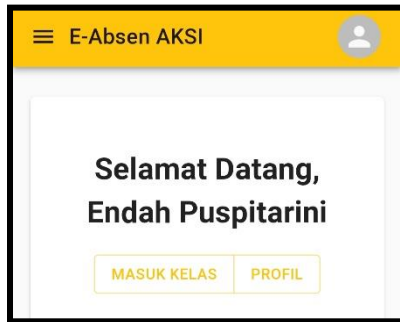 E-Absen AKSI
Selamat Datang,
Endah Puspitarini
MASUK KELAS PROFIL